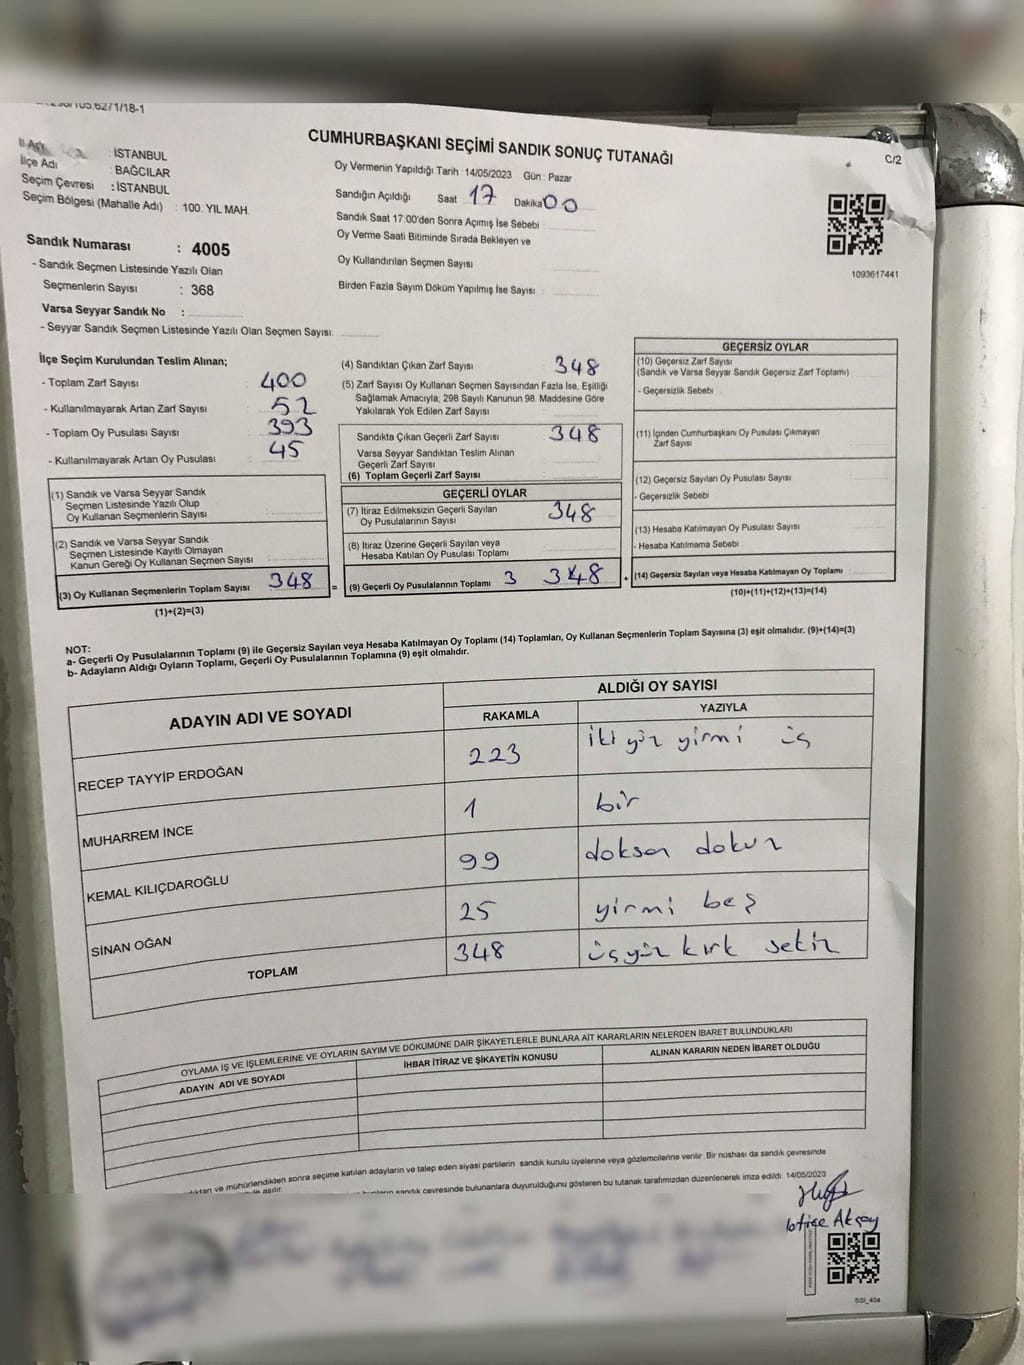 CUMHURBAŞKANI SEÇİMİ SANDIK SONUÇ TUTANAĞI
C/2
: İSTANBUL
İlçe Adı : BAĞCILAR
Seçim Çevresi : İSTANBUL
Seçim Bölgesi (Mahalle Adı) : 100. YIL MAH.
Oy Vermenin Yapıldığı Tarih : 14/05/2023 Gün : Pazar
Sandığın Açıldığı Saat 17 Dakika 00
Sandık Saat 17:00'den Sonra Açımış İse Sebebi
Oy Verme Saati Bitiminde Sırada Bekleyen ve
Oy Kullandırılan Seçmen Sayısı
Birden Fazla Sayım Döküm Yapılmış İse Sayısı :
1093617441
Sandık Numarası : 4005
- Sandık Seçmen Listesinde Yazılı Olan
Seçmenlerin Sayısı : 368
Varsa Seyyar Sandık No :
- Seyyar Sandık Seçmen Listesinde Yazılı Olan Seçmen Sayısı:
İlçe Seçim Kurulundan Teslim Alınan;
- Toplam Zarf Sayısı : 400
- Kullanılmayarak Artan Zarf Sayısı : 52
- Toplam Oy Pusulası Sayısı : 393
- Kullanılmayarak Artan Oy Pusulası : 45
(1) Sandık ve Varsa Seyyar Sandık
Seçmen Listesinde Yazılı Olup
Oy Kullanan Seçmenlerin Sayısı :
(2) Sandık ve Varsa Seyyar Sandık
Seçmen Listesinde Kayıtlı Olmayan
Kanun Gereği Oy Kullanan Seçmen Sayısı :
(3) Oy Kullanan Seçmenlerin Toplam Sayısı : 348 =
(1)+(2)=(3)
(4) Sandıktan Çıkan Zarf Sayısı : 348
(5) Zarf Sayısı Oy Kullanan Seçmen Sayısından Fazla İse, Eşitliği
Sağlamak Amacıyla; 298 Sayılı Kanunun 98. Maddesine Göre
Yakılarak Yok Edilen Zarf Sayısı :
Sandıkta Çıkan Geçerli Zarf Sayısı : 348
Varsa Seyyar Sandıktan Teslim Alınan
Geçerli Zarf Sayısı :
(6) Toplam Geçerli Zarf Sayısı :
GEÇERLİ OYLAR
(7) İtiraz Edilmeksizin Geçerli Sayılan
Oy Pusulalarının Sayısı : 348
(8) İtiraz Üzerine Geçerli Sayılan veya
Hesaba Katılan Oy Pusulası Toplamı :
(9) Geçerli Oy Pusulalarının Toplamı 3 348 +
GEÇERSİZ OYLAR
(10) Geçersiz Zarf Sayısı
(Sandık ve Varsa Seyyar Sandık Geçersiz Zarf Toplamı)
- Geçersizlik Sebebi :
(11) İçinden Cumhurbaşkanı Oy Pusulası Çıkmayan
Zarf Sayısı
(12) Geçersiz Sayılan Oy Pusulası Sayısı :
- Geçersizlik Sebebi
(13) Hesaba Katılmayan Oy Pusulası Sayısı :
- Hesaba Katılmama Sebebi
(14) Geçersiz Sayılan veya Hesaba Katılmayan Oy Toplamı :
(10)+(11)+(12)+(13)=(14)
NOT:
a- Geçerli Oy Pusulalarının Toplamı (9) ile Geçersiz Sayılan veya Hesaba Katılmayan Oy Toplamı (14) Toplamları, Oy Kullanan Seçmenlerin Toplam Sayısına (3) eşit olmalıdır. (9)+(14)=(3)
b- Adayların Aldığı Oyların Toplamı, Geçerli Oy Pusulalarının Toplamına (9) eşit olmalıdır.
ADAYIN ADI VE SOYADI
ALDIĞI OY SAYISI
RAKAMLA YAZIYLA
RECEP TAYYİP ERDOĞAN 223 iki yüz yirmi üç
MUHARREM İNCE 1 bir
KEMAL KILIÇDAROĞLU 99 doksan dokuz
SİNAN OĞAN 25 yirmi beş
TOPLAM 348 üçyüz kırk sekiz
OYLAMA İŞ VE İŞLEMLERİNE VE OYLARIN SAYIM VE DÖKÜMÜNE DAİR ŞİKAYETLERLE BUNLARA AİT KARARLARIN NELERDEN İBARET BULUNDUKLARI
ADAYIN ADI VE SOYADI İHBAR İTİRAZ VE ŞİKAYETİN KONUSU ALINAN KARARIN NEDEN İBARET OLDUĞU
ve mühürlendikten sonra seçime katılan adayların ve talep eden siyasi partilerin sandık kurulu üyelerine veya gözlemcilerine verilir. Bir nüshası da sandık çevresinde
sandık çevresinde bulunanlara duyurulduğunu gösteren bu tutanak tarafımızdan düzenlenerek imza edildi. 14/05/2023
Akçay